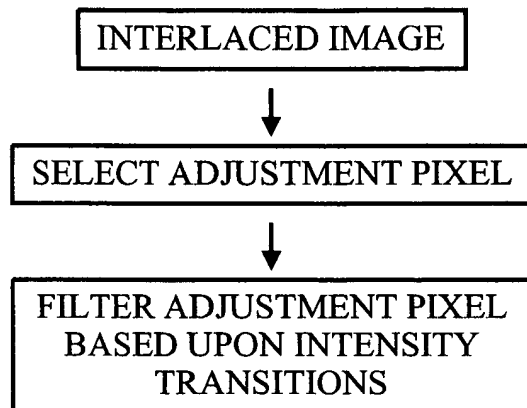 INTERLACED IMAGE
SELECT ADJUSTMENT PIXEL
FILTER ADJUSTMENT PIXEL
BASED UPON INTENSITY
TRANSITIONS